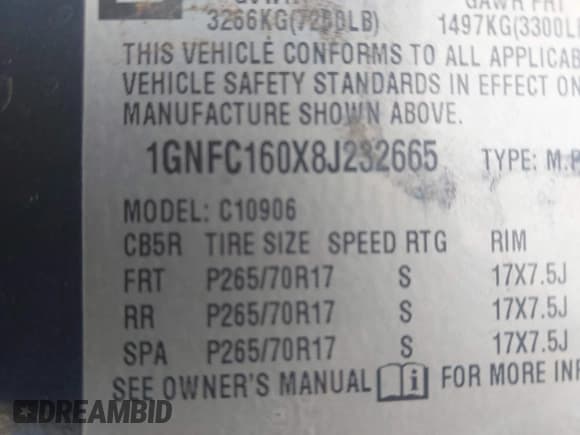 GAWR FRT
3266KG(7200LB) 1497KG(3300LB
THIS VEHICLE CONFORMS TO ALL APPLICAB
VEHICLE SAFETY STANDARDS IN EFFECT ON
MANUFACTURE SHOWN ABOVE.
1GNFC160X8J232665 TYPE: M.P
MODEL: C10906
CB5R TIRE SIZE SPEED RTG RIM
FRT P265/70R17 S 17X7.5J
RR P265/70R17 S 17X7.5J
SPA P265/70R17 S 17X7.5J
SEE OWNER'S MANUAL i FOR MORE INF
DREAMBID